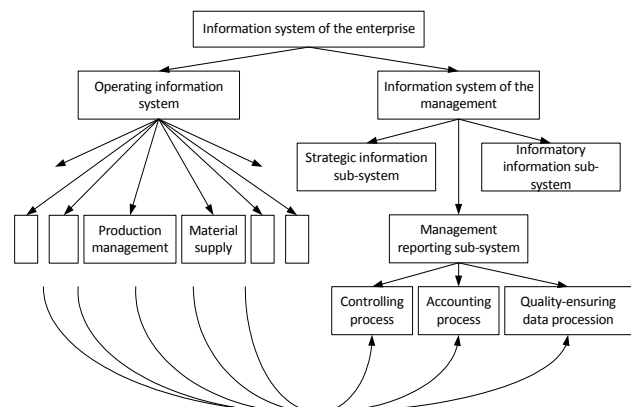 Information system of the enterprise
Operating information
system
Information system of the
management
Strategic information
sub-system
Informatory
information sub-
system
Production
management
Material
supply
Management
reporting sub-system
Controlling
process
Accounting
process
Quality-ensuring
data procession